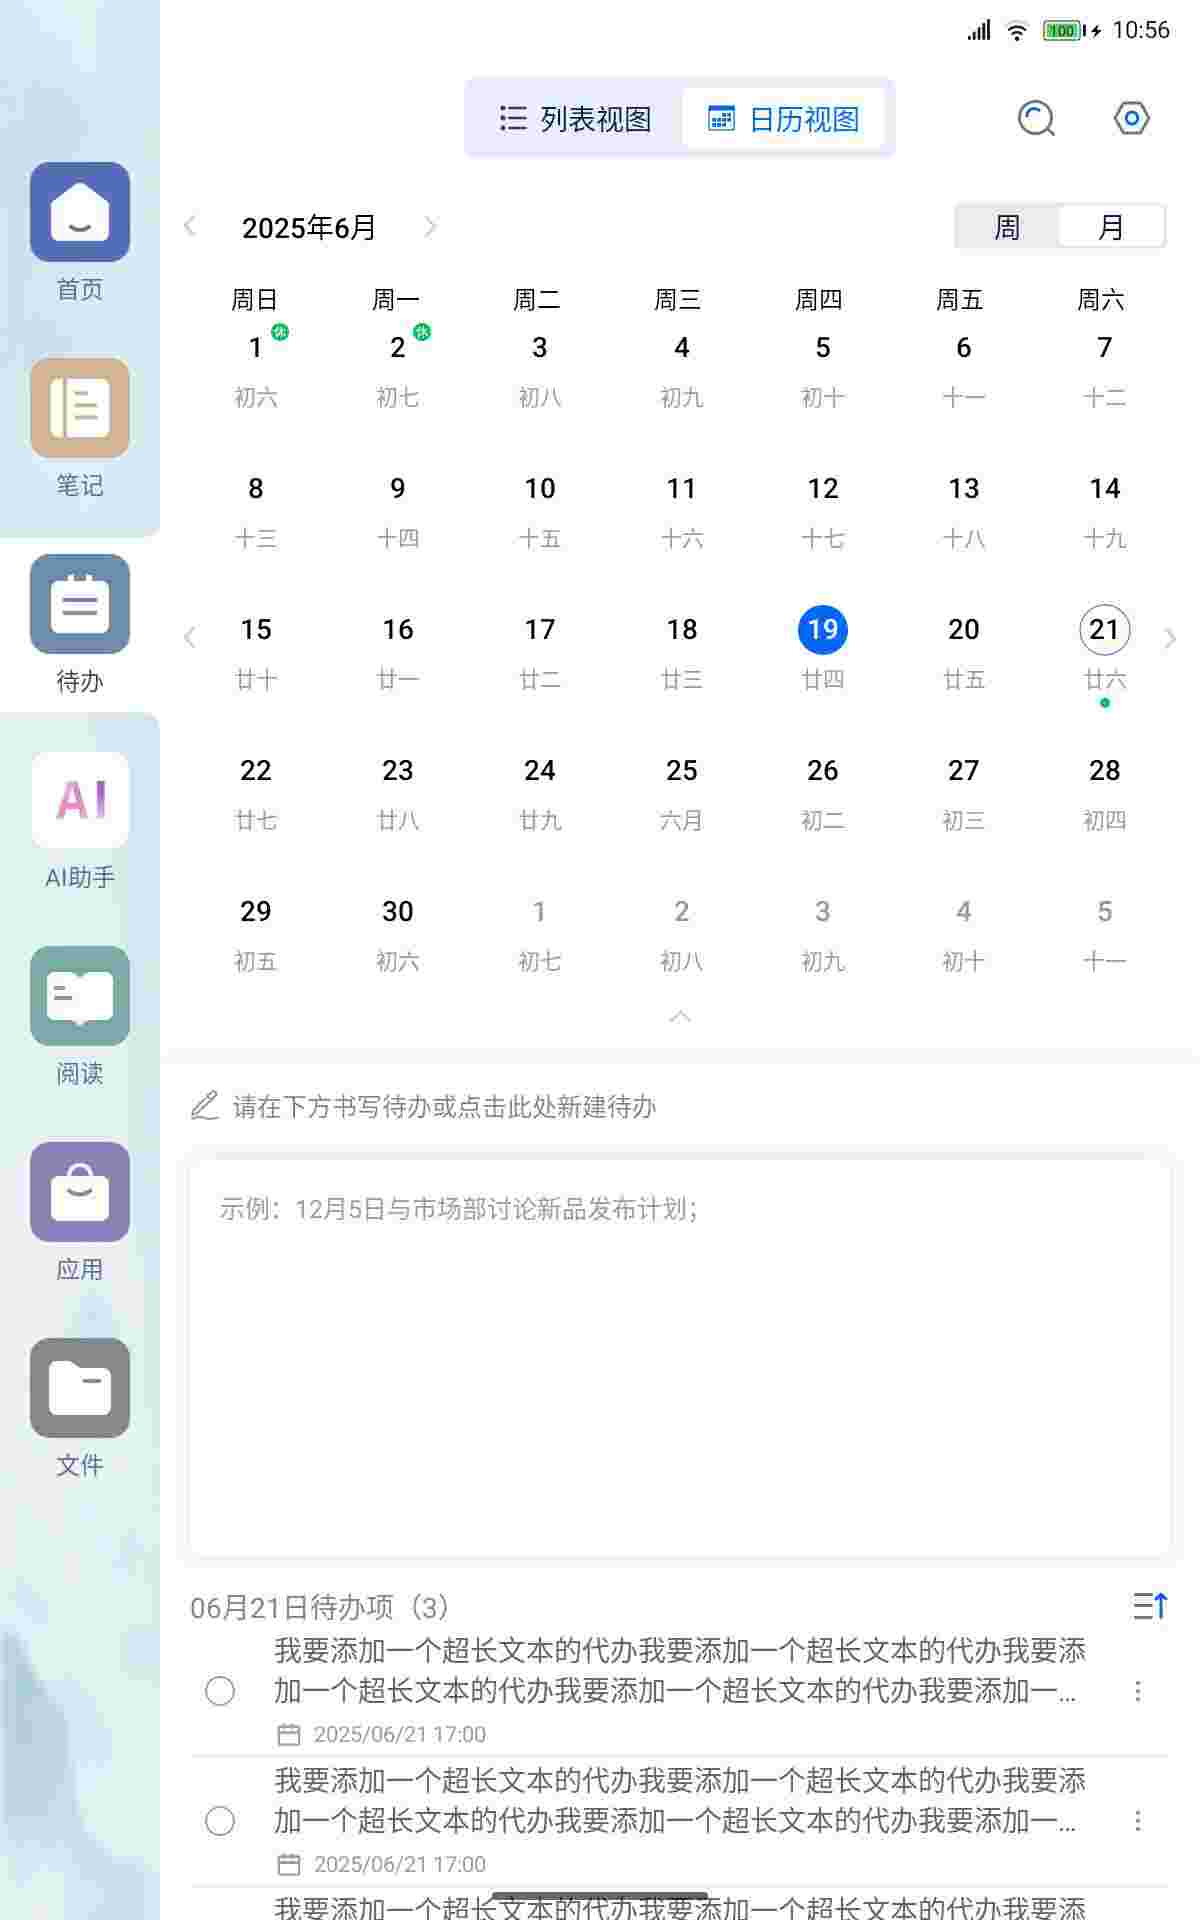 100 10:56
列表视图 日历视图
2025年6月 周 月
周日 周一 周二 周三 周四 周五 周六
1 休 2 休 3 4 5 6 7
初六 初七 初八 初九 初十 十一 十二
8 9 10 11 12 13 14
十三 十四 十五 十六 十七 十八 十九
15 16 17 18 19 20 21
廿十 廿一 廿二 廿三 廿四 廿五 廿六
22 23 24 25 26 27 28
廿七 廿八 廿九 六月 初二 初三 初四
29 30 1 2 3 4 5
初五 初六 初七 初八 初九 初十 十一
首页
笔记
待办
AI
AI助手
阅读
应用
文件
请在下方书写待办或点击此处新建待办
示例：12月5日与市场部讨论新品发布计划；
06月21日待办项（3）
我要添加一个超长文本的代办我要添加一个超长文本的代办我要添
加一个超长文本的代办我要添加一个超长文本的代办我要添加一...
2025/06/21 17:00
我要添加一个超长文本的代办我要添加一个超长文本的代办我要添
加一个超长文本的代办我要添加一个超长文本的代办我要添加一...
2025/06/21 17:00
我要添加一个超长文本的代办我要添加一个超长文本的代办我要添